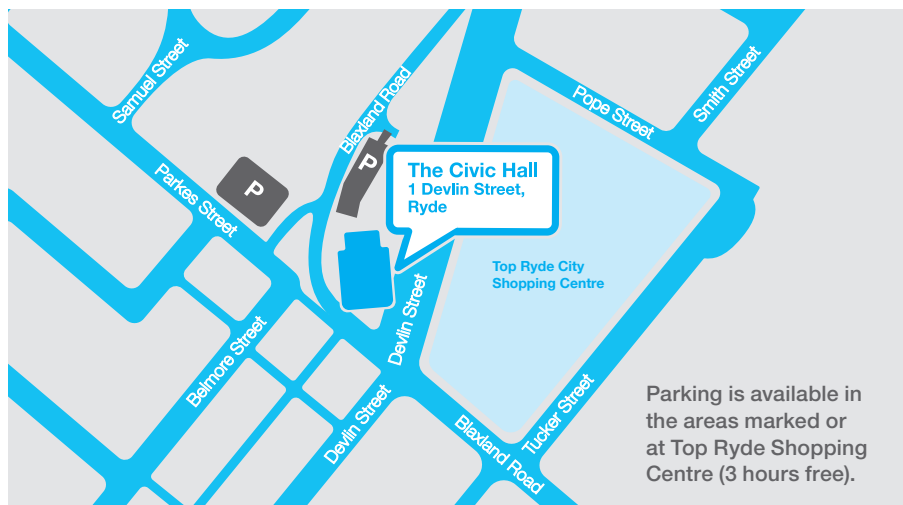 Samuel Street
Blaxland Road
Pope Street
Smith Street
P
P
The Civic Hall
1 Devlin Street,
Ryde
Parkes Street
Top Ryde City
Shopping Centre
Devlin Street
Belmore Street
Devlin Street
Blaxland Road
Tucker Street
Parking is available in
the areas marked or
at Top Ryde Shopping
Centre (3 hours free).